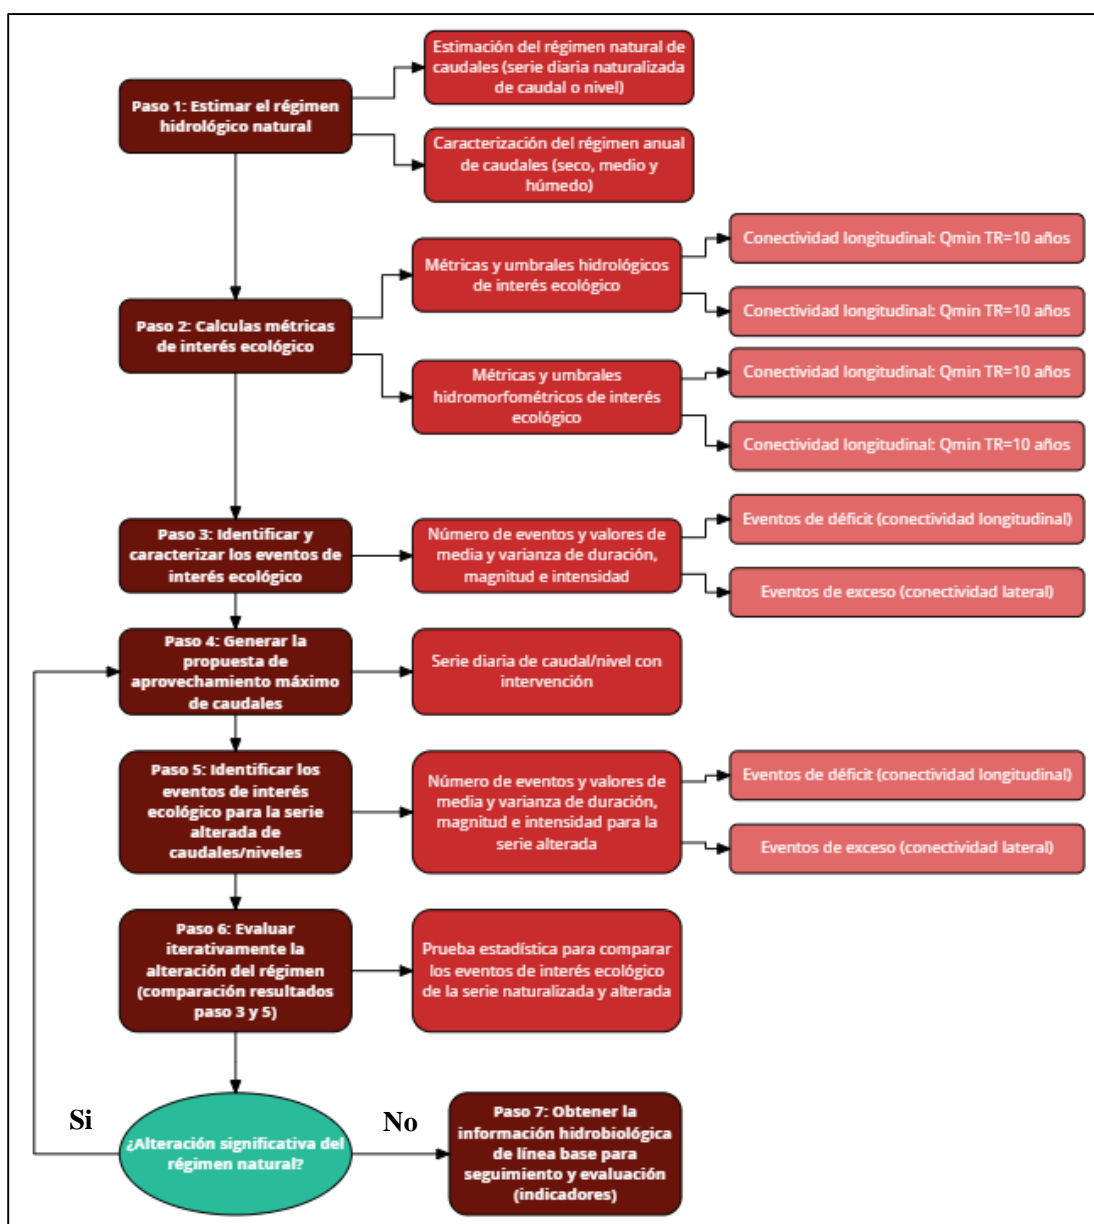 Paso 1: Estimar el régimen
hidrológico natural
Estimación del régimen natural de
caudales (serie diaria naturalizada
de caudal o nivel)
Caracterización del régimen anual
de caudales (seco, medio y
húmedo)
Paso 2: Calculas métricas
de interés ecológico
Métricas y umbrales hidrológicos
de interés ecológico
Conectividad longitudinal: Qmin TR=10 años
Conectividad longitudinal: Qmin TR=10 años
Métricas y umbrales
hidromorfométricos de interés
ecológico
Conectividad longitudinal: Qmin TR=10 años
Conectividad longitudinal: Qmin TR=10 años
Paso 3: Identificar y
caracterizar los eventos de
interés ecológico
Número de eventos y valores de
media y varianza de duración,
magnitud e intensidad
Eventos de déficit (conectividad longitudinal)
Eventos de exceso (conectividad lateral)
Paso 4: Generar la
propuesta de
aprovechamiento máximo
de caudales
Serie diaria de caudal/nivel con
intervención
Paso 5: Identificar los
eventos de interés
ecológico para la serie
alterada de
caudales/niveles
Número de eventos y valores de
media y varianza de duración,
magnitud e intensidad para la
serie alterada
Eventos de déficit (conectividad longitudinal)
Eventos de exceso (conectividad lateral)
Paso 6: Evaluar
iterativamente la
alteración del régimen
(comparación resultados
paso 3 y 5)
Prueba estadística para comparar
los eventos de interés ecológico
de la serie naturalizada y alterada
Si
¿Alteración significativa del
régimen natural?
No
Paso 7: Obtener la
información hidrobiológica
de línea base para
seguimiento y evaluación
(indicadores)